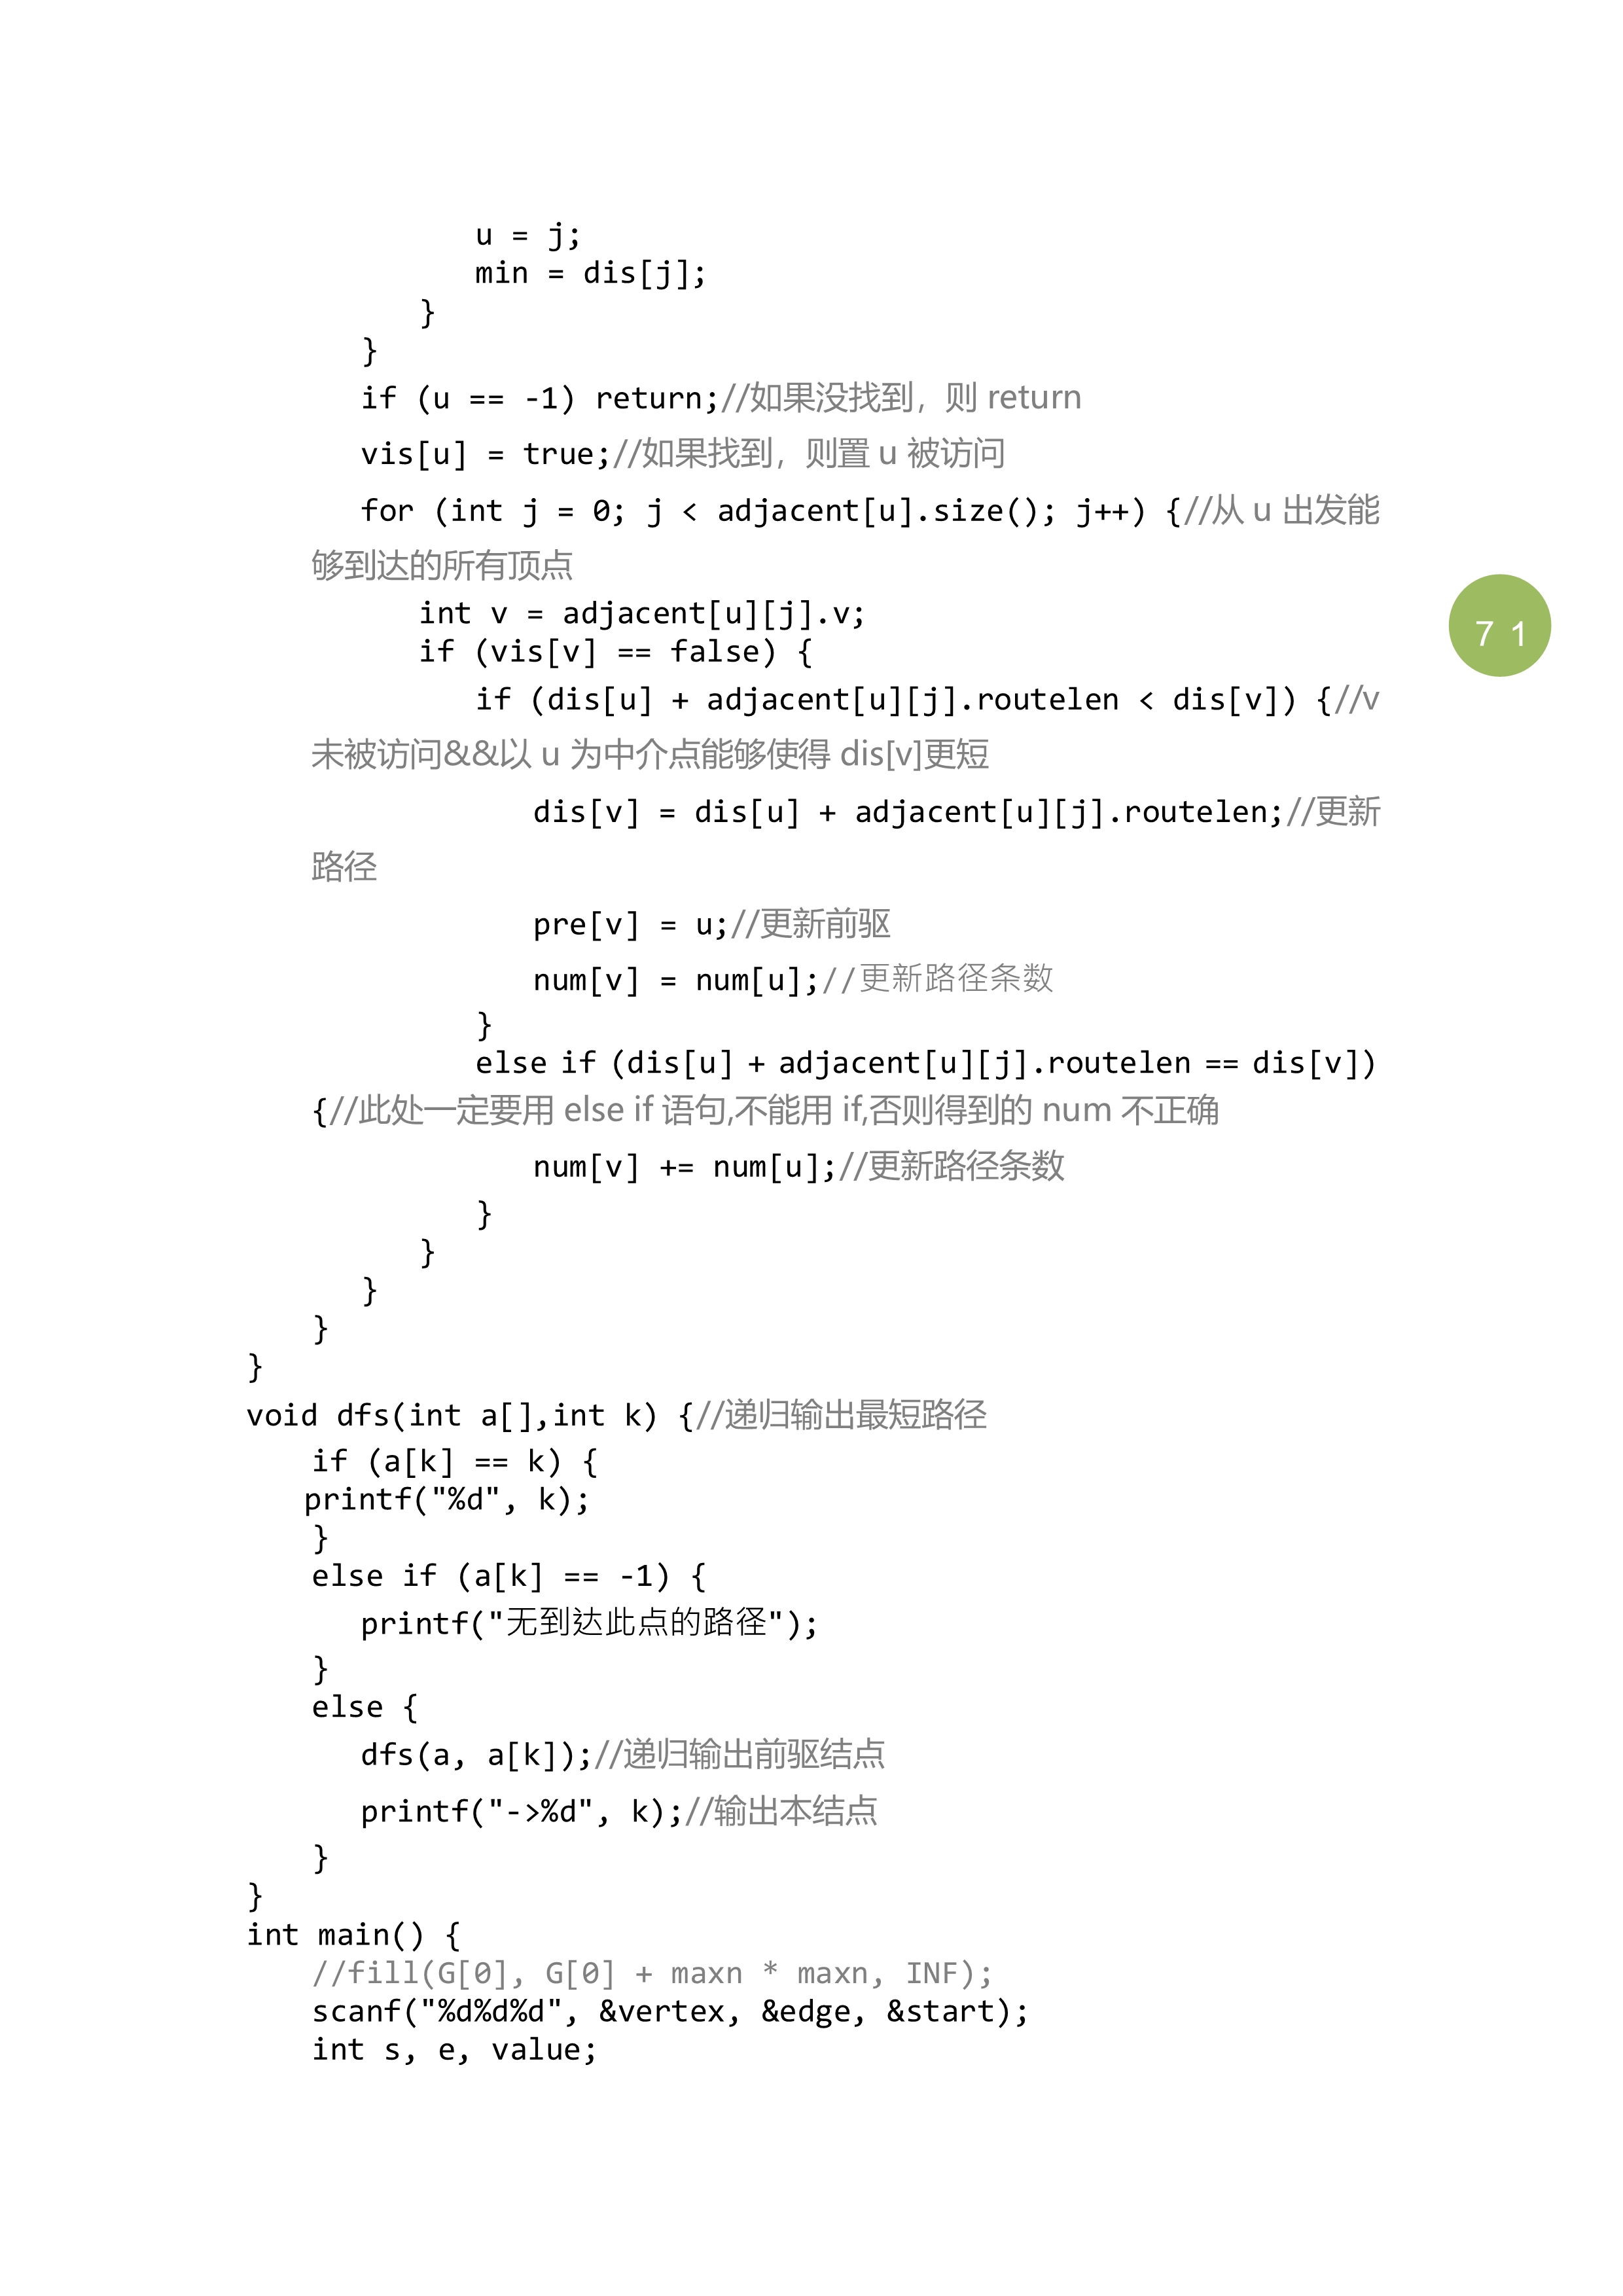 u = j;
min = dis[j];
}
}
if (u == -1) return;//如果没找到，则 return
vis[u] = true;//如果找到，则置 u 被访问
for (int j = 0; j < adjacent[u].size(); j++) {//从 u 出发能
够到达的所有顶点
int v = adjacent[u][j].v;
if (vis[v] == false) {
if (dis[u] + adjacent[u][j].routelen < dis[v]) {//v
未被访问&&以 u 为中介点能够使得 dis[v]更短
dis[v] = dis[u] + adjacent[u][j].routelen;//更新
路径
pre[v] = u;//更新前驱
num[v] = num[u];//更新路径条数
}
else if (dis[u] + adjacent[u][j].routelen == dis[v])
{//此处一定要用 else if 语句,不能用 if,否则得到的 num 不正确
num[v] += num[u];//更新路径条数
}
}
}
}
}
void dfs(int a[],int k) {//递归输出最短路径
if (a[k] == k) {
printf("%d", k);
}
else if (a[k] == -1) {
printf("无到达此点的路径");
}
else {
dfs(a, a[k]);//递归输出前驱结点
printf("->%d", k);//输出本结点
}
}
int main() {
//fill(G[0], G[0] + maxn * maxn, INF);
scanf("%d%d%d", &vertex, &edge, &start);
int s, e, value;
7 1